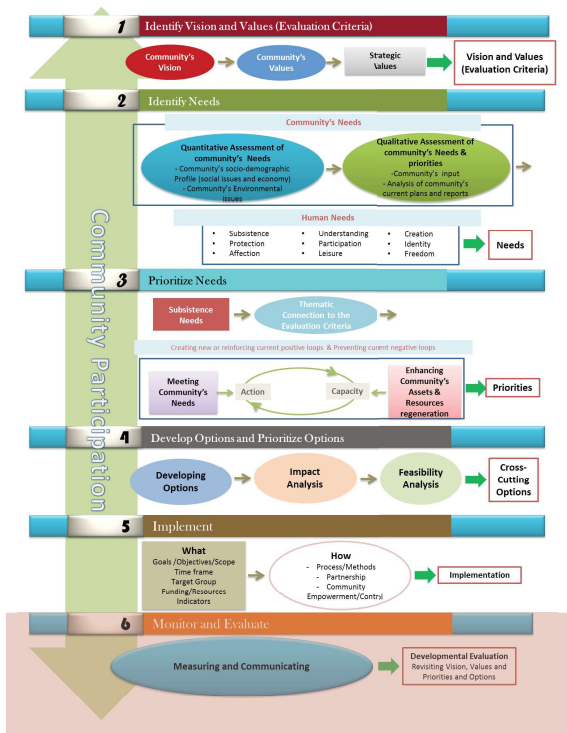 1 Identify Vision and Values (Evaluation Criteria)
Community's
Vision
Community's
Values
Stategic
Values
Vision and Values
(Evaluation Criteria)
2 Identify Needs
Community's Needs
Quantitative Assessment of
community's Needs
- Community's socio-demographic
Profile (social issues and economy)
- Community's Environmental
issues
Qualitative Assessment of
community's Needs &
priorities
-Community's input
- Analysis of community's
current plans and reports
Human Needs
• Subsistence
• Protection
• Affection
• Understanding
• Participation
• Leisure
• Creation
• Identity
• Freedom
Needs
3 Prioritize Needs
Subsistence
Needs
Thematic
Connection to the
Evaluation Criteria
Creating new or reinforcing current positive loops & Preventing curent negative loops
Meeting
Community's
Needs
Action
Capacity
Enhancing
Community's
Assets &
Resources
regeneration
Priorities
4 Develop Options and Prioritize Options
Developing
Options
Impact
Analysis
Feasibility
Analysis
Cross-
Cutting
Options
5 Implement
What
Goals /Objectives/Scope
Time frame
Target Group
Funding/Resources
Indicators
How
- Process/Methods
- Partnership
- Community
Empowerment/Control
Implementation
6 Monitor and Evaluate
Measuring and Communicating
Developmental Evaluation
Revisiting Vision, Values and
Priorities and Options
Community Participation